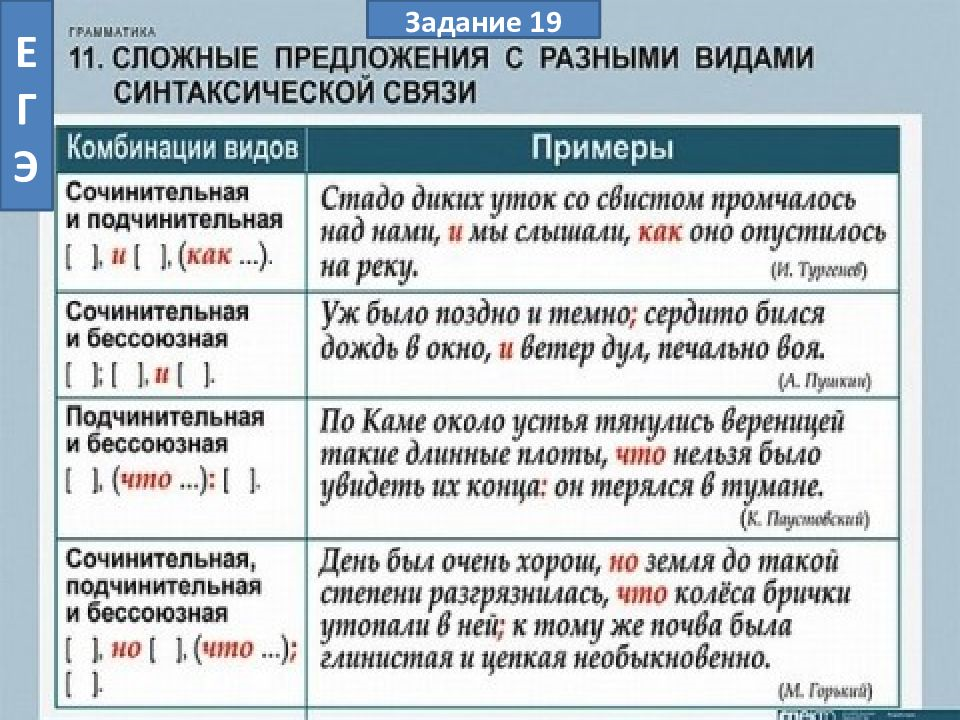 Задание 19
Е
Г
Э
ГРАММАТИКА
11. СЛОЖНЫЕ ПРЕДЛОЖЕНИЯ С РАЗНЫМИ ВИДАМИ
СИНТАКСИЧЕСКОЙ СВЯЗИ
Комбинации видов
Примеры
Сочинительная
и подчинительная
[ ], и [ ], (как ...).
Стадо диких уток со свистом промчалось
над нами, и мы слышали, как оно опустилось
на реку.
(И. Тургенев)
Сочинительная
и бессоюзная
[ ]; [ ], и [ ].
Уж было поздно и темно; сердито бился
дождь в окно, и ветер дул, печально воя.
(А. Пушкин)
Подчинительная
и бессоюзная
[ ], (что ...): [ ].
По Каме около устья тянулись вереницей
такие длинные плоты, что нельзя было
увидеть их конца: он терялся в тумане.
(К. Паустовский)
Сочинительная,
подчинительная
и бессоюзная
[ ], но [ ], (что ...);
[ ].
День был очень хорош, но земля до такой
степени разгрязнилась, что колёса брички
утопали в ней; к тому же почва была
глинистая и цепкая необыкновенно.
(М. Горький)